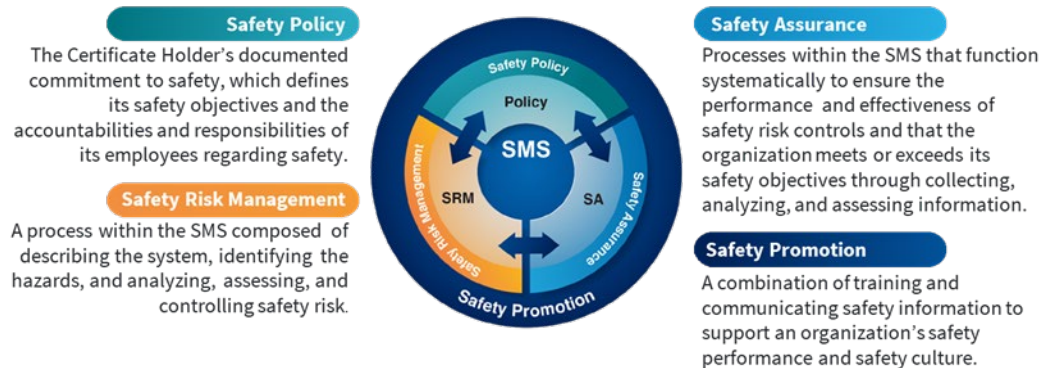 Safety Policy
The Certificate Holder's documented
commitment to safety, which defines
its safety objectives and the
accountabilities and responsibilities of
its employees regarding safety.
Safety Risk Management
A process within the SMS composed of
describing the system, identifying the
hazards, and analyzing, assessing, and
controlling safety risk.
Safety Policy
Policy
SMS
SRM
SA
Safety Risk Management
Safety Assurance
Safety Promotion
Safety Assurance
Processes within the SMS that function
systematically to ensure the
performance and effectiveness of
safety risk controls and that the
organization meets or exceeds its
safety objectives through collecting,
analyzing, and assessing information.
Safety Promotion
A combination of training and
communicating safety information to
support an organization's safety
performance and safety culture.